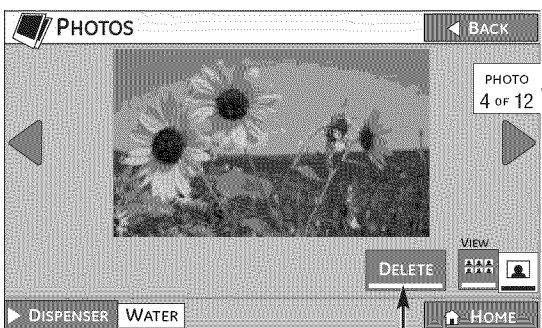 PHOTOS
BACK
PHOTO
4 OF 12
VIEW
DELETE
DISPENSER WATER
HOME